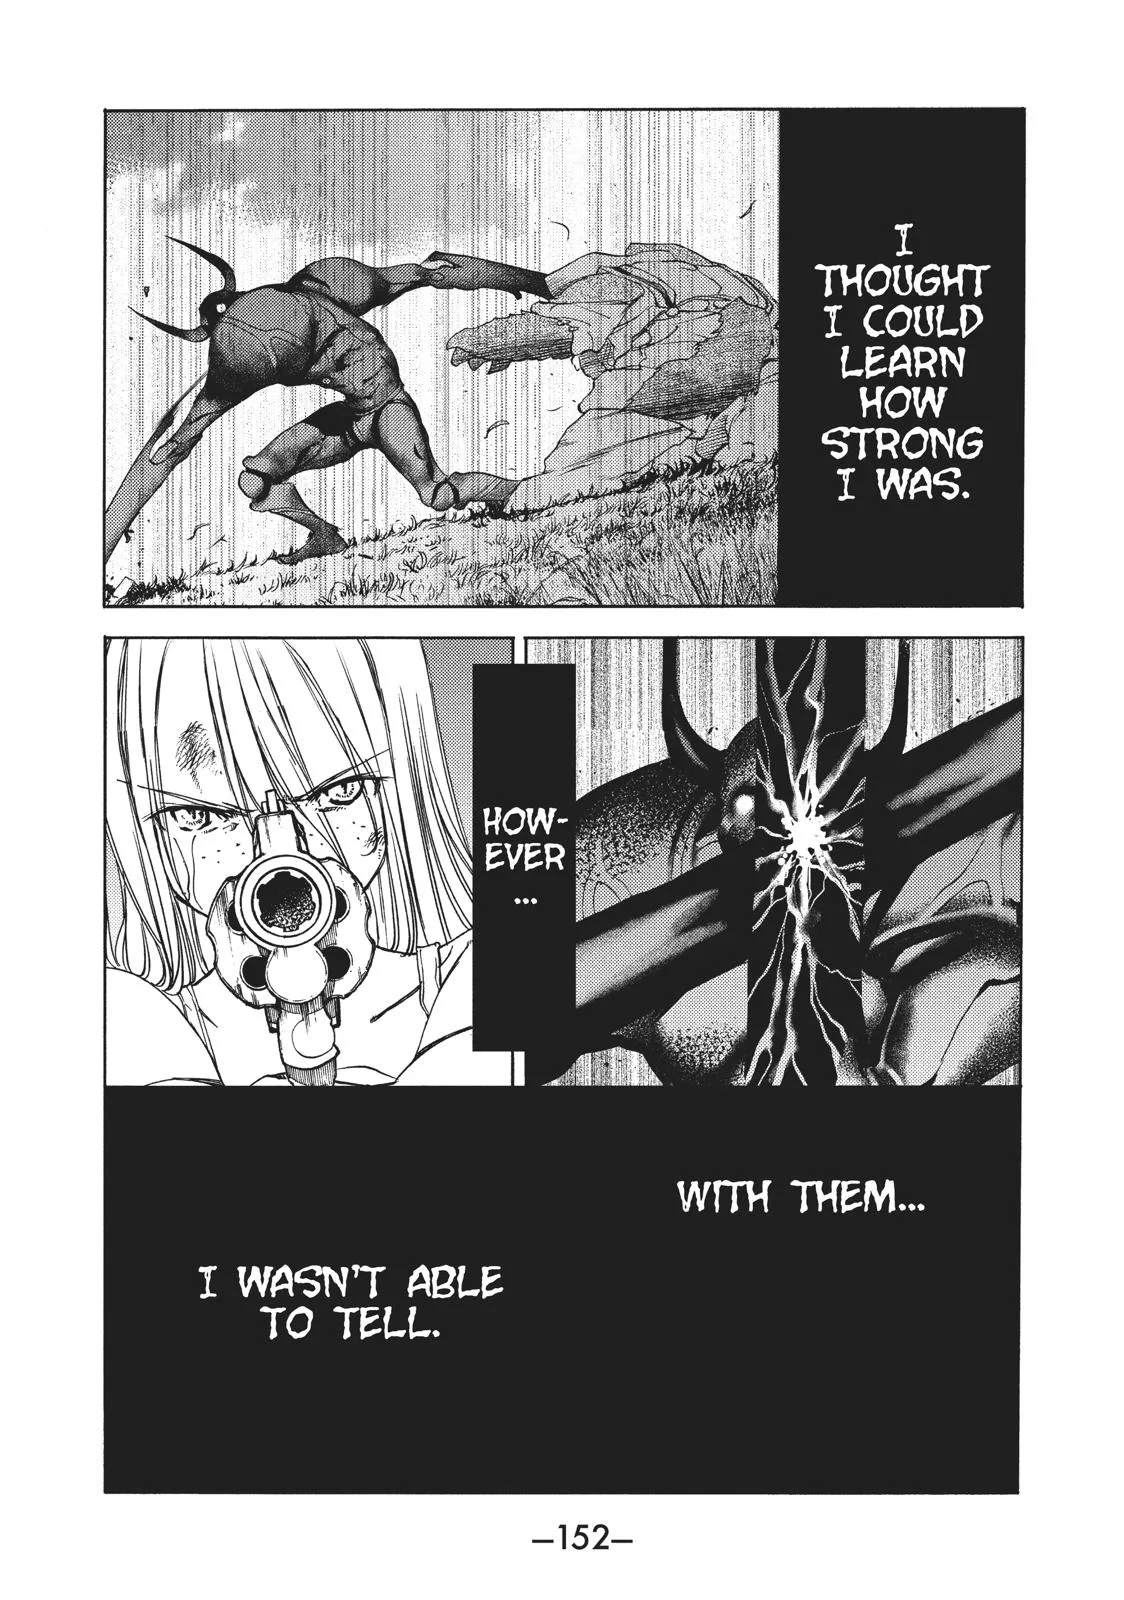 I
THOUGHT
I COULD
LEARN
HOW
STRONG
I WAS.
HOW-
EVER
...
WITH THEM...
I WASN'T ABLE
TO TELL.
—152—